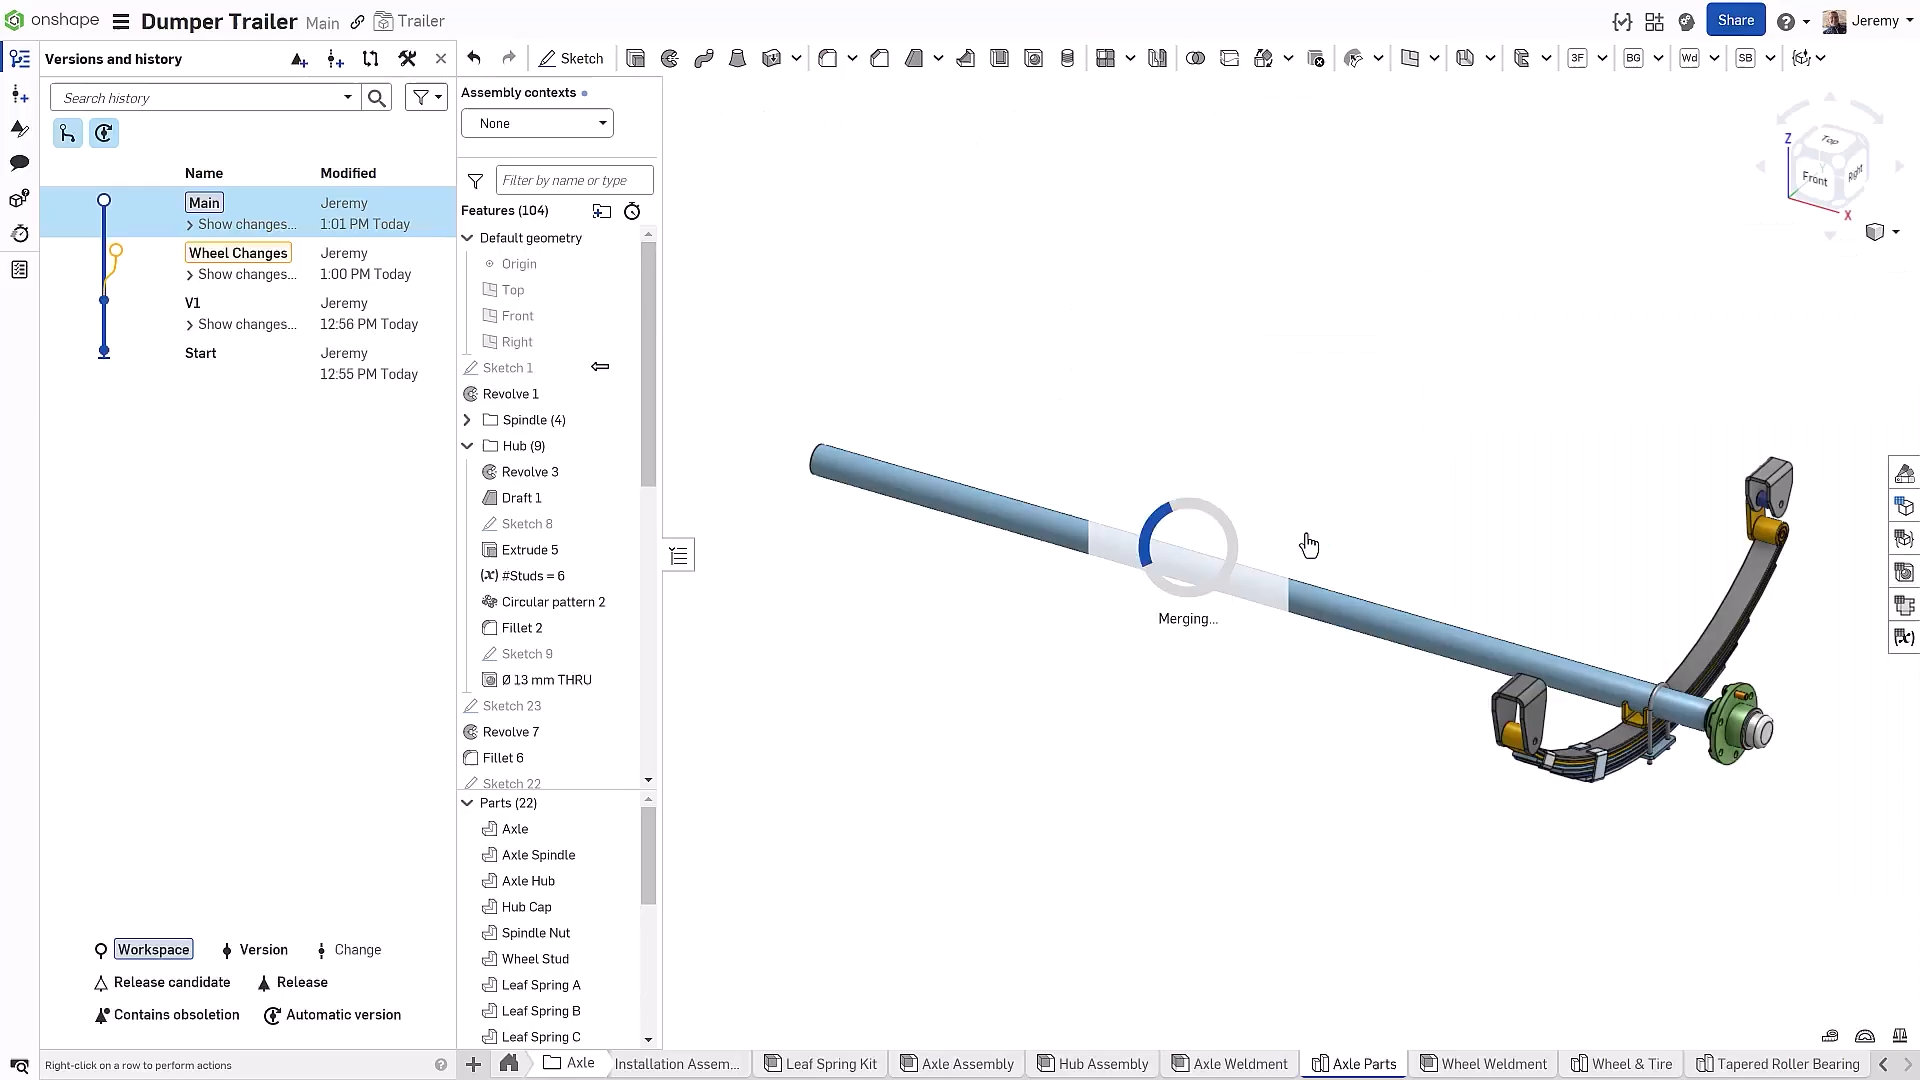 onshape Dumper Trailer Main Trailer Share Jeremy
Versions and history Sketch 3F BG Wd SB
Search history
Assembly contexts
None
Filter by name or type
Features (104)
Name Modified
Main Jeremy
Show changes... 1:01 PM Today
Wheel Changes Jeremy
Show changes... 1:00 PM Today
V1 Jeremy
Show changes... 12:56 PM Today
Start Jeremy
12:55 PM Today
Default geometry
Origin
Top
Front
Right
Sketch 1
Revolve 1
Spindle (4)
Hub (9)
Revolve 3
Draft 1
Sketch 8
Extrude 5
(x) #Studs = 6
Circular pattern 2
Fillet 2
Sketch 9
Ø 13 mm THRU
Sketch 23
Revolve 7
Fillet 6
Sketch 22
Parts (22)
Axle
Axle Spindle
Axle Hub
Hub Cap
Spindle Nut
Wheel Stud
Leaf Spring A
Leaf Spring B
Leaf Spring C
Merging...
Z
Top
Front
Right
X
Workspace Version Change
Release candidate Release
Contains obsoletion Automatic version
Right-click on a row to perform actions
Axle Installation Assem... Leaf Spring Kit Axle Assembly Hub Assembly Axle Weldment Axle Parts Wheel Weldment Wheel & Tire Tapered Roller Bearing